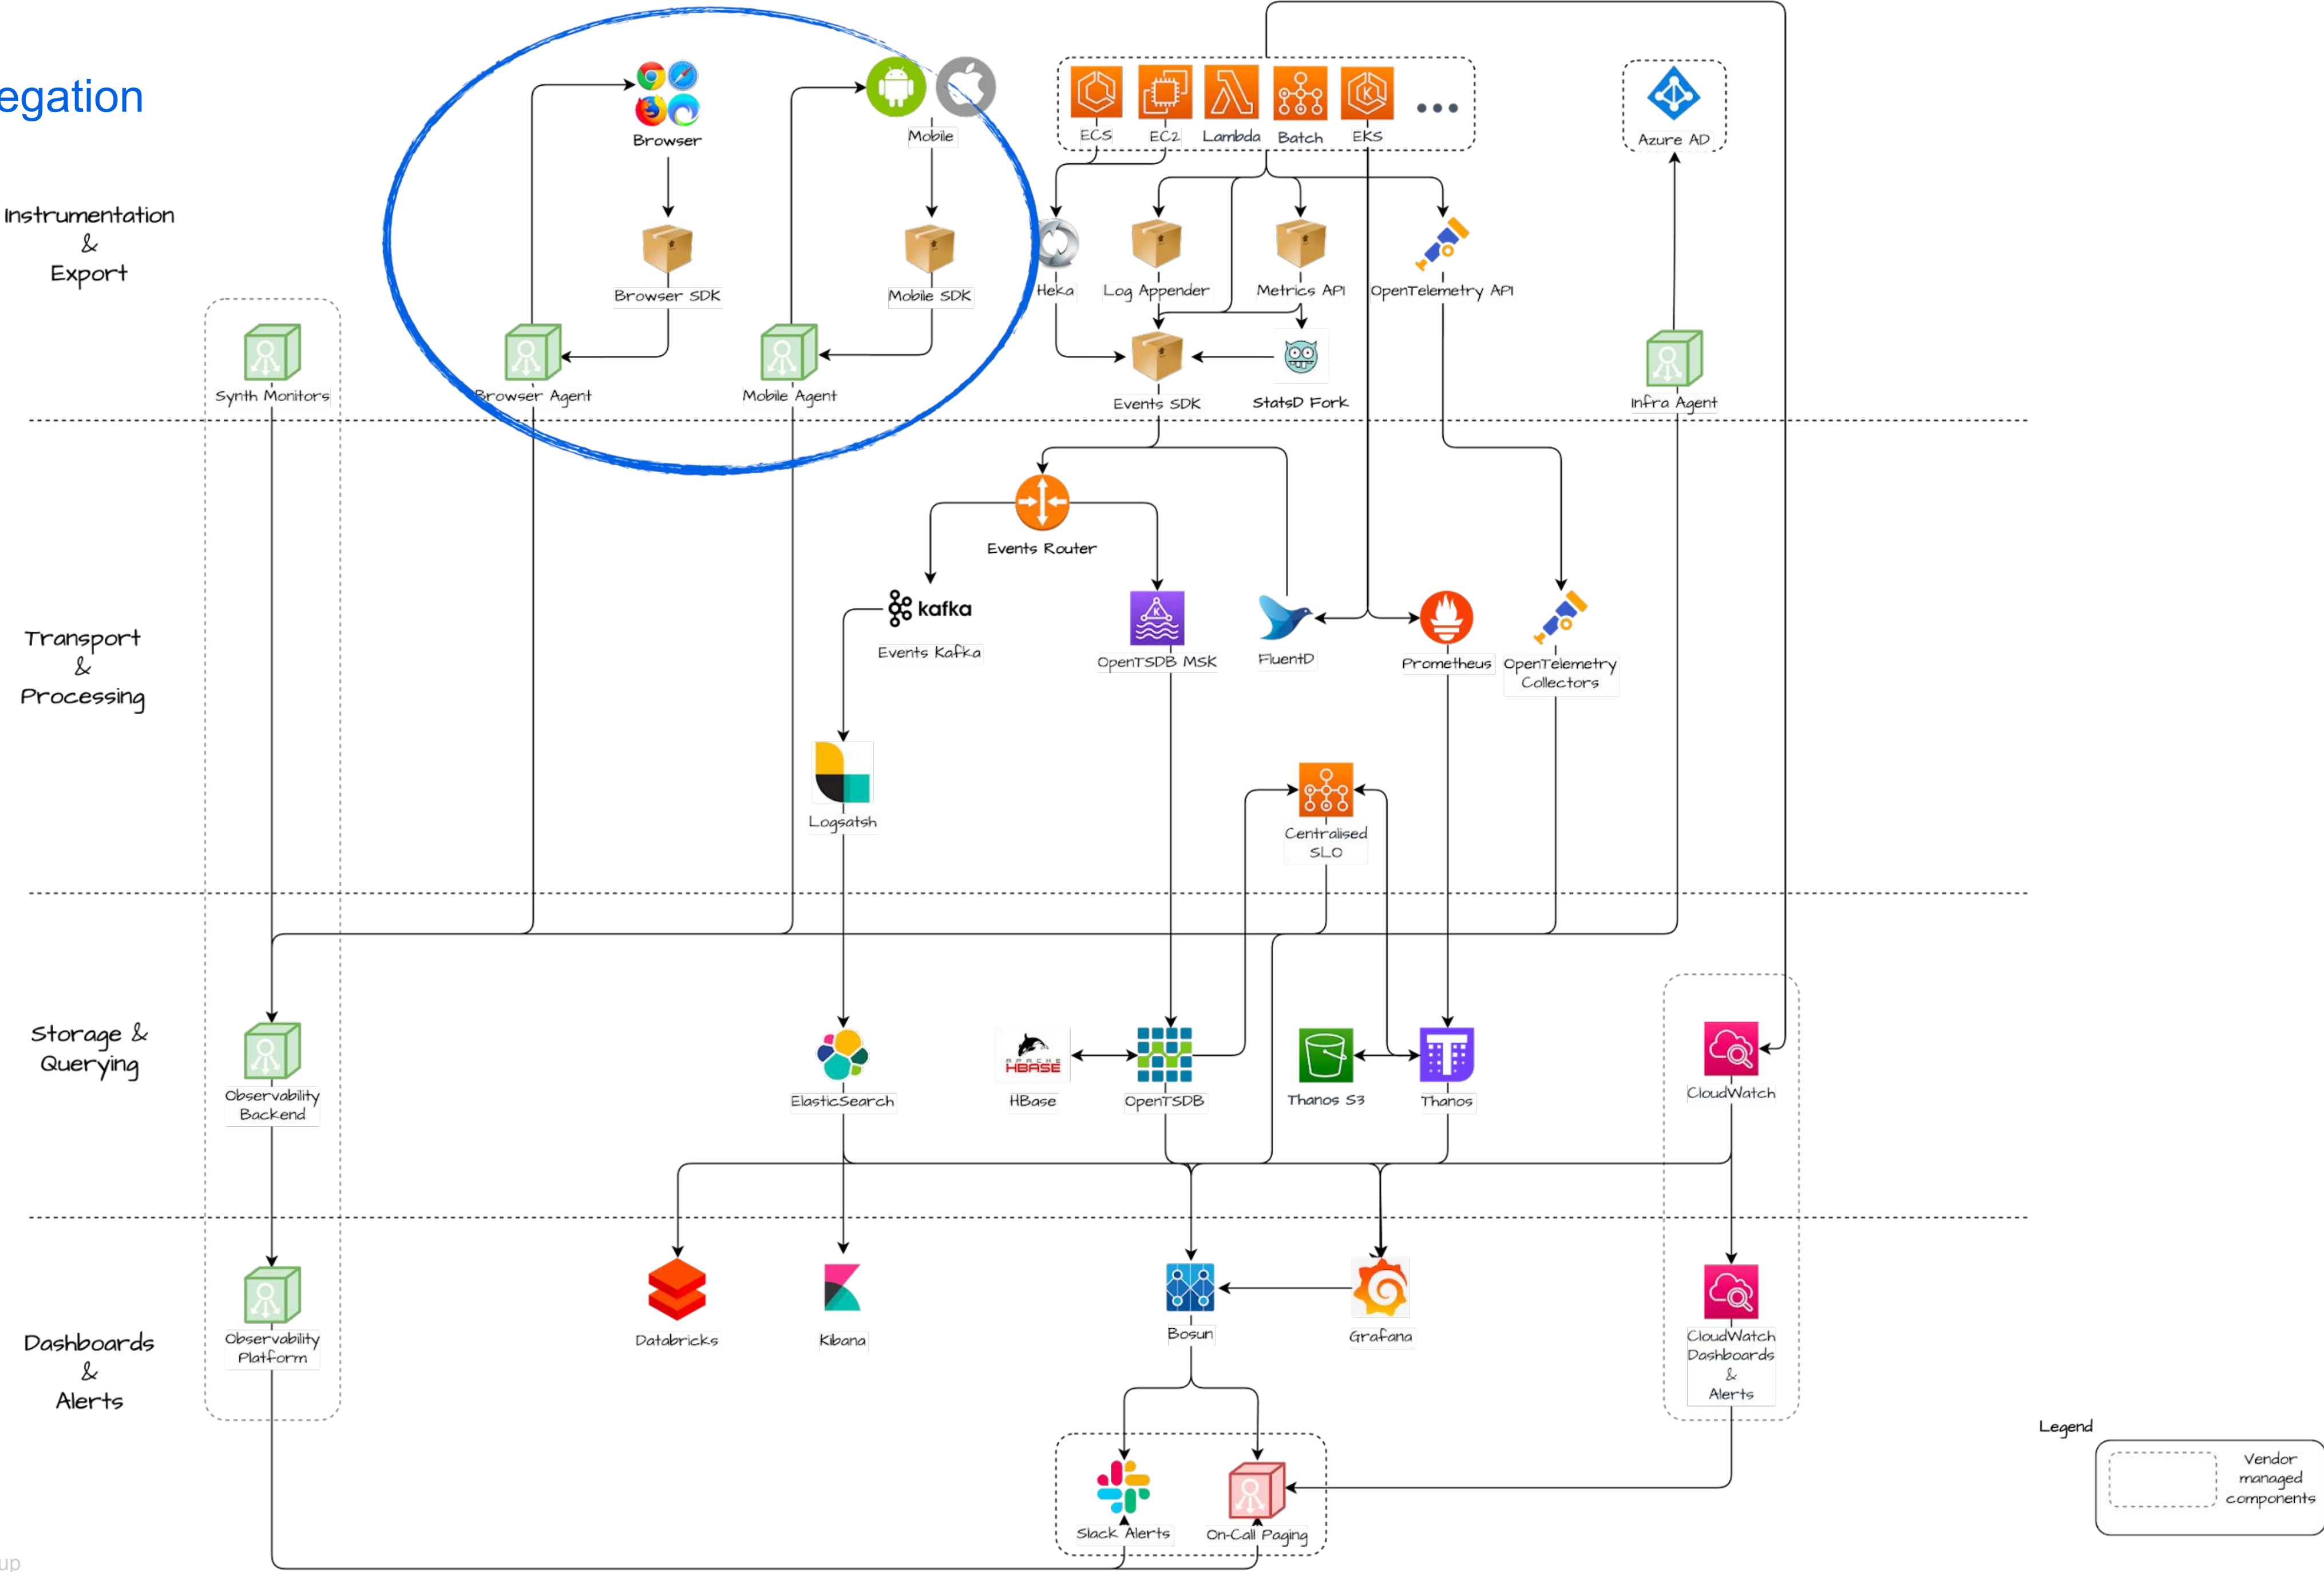 egation
Browser
Mobile
ECS
EC2
Lambda
Batch
EKS
Azure AD
Instrumentation
&
Export
Browser SDK
Mobile SDK
Heka
Log Appender
Metrics API
OpenTelemetry API
Synth Monitors
Browser Agent
Mobile Agent
Events SDK
StatsD Fork
Infra Agent
Events Router
Transport
&
Processing
kafka
Events Kafka
OpenTSDB MSK
FluentD
Prometheus
OpenTelemetry
Collectors
Logsatsh
Centralised
SLO
Storage &
Querying
Observability
Backend
ElasticSearch
APACHE
HBASE
HBase
OpenTSDB
Thanos S3
Thanos
CloudWatch
Dashboards
&
Alerts
Observability
Platform
Databricks
Kibana
Bosun
Grafana
CloudWatch
Dashboards
&
Alerts
Slack Alerts
On-Call Paging
Legend
Vendor
managed
components
up